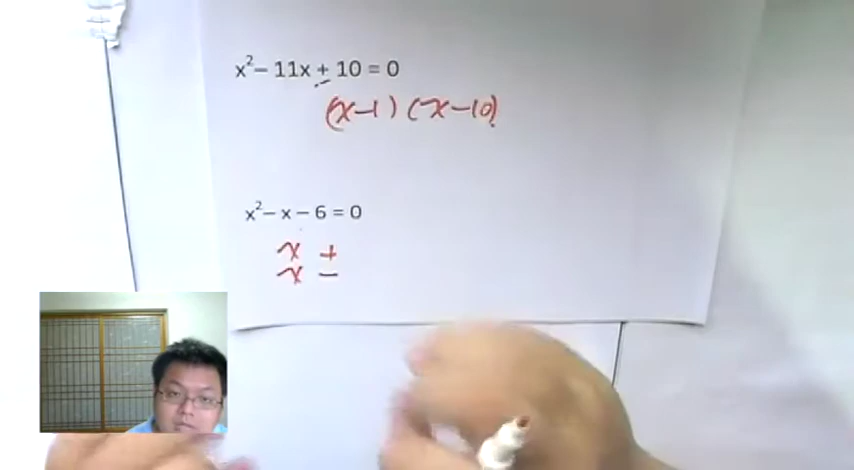 x² – 11x + 10 = 0
(x–1) (x–10)
x² – x – 6 = 0
x +
x –